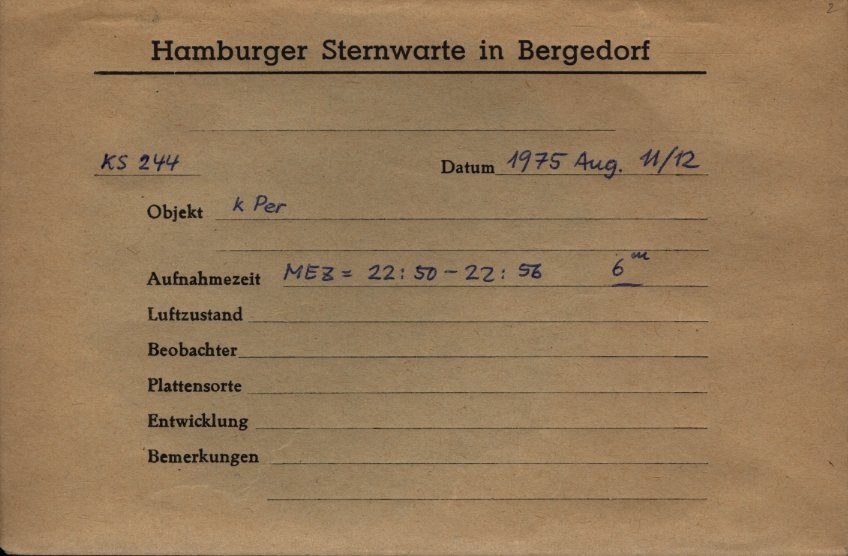 2
Hamburger Sternwarte in Bergedorf
KS 244 Datum 1975 Aug. 11/12
Objekt k Per
Aufnahmezeit MEZ = 22:50 - 22:56 6ᵐ
Luftzustand
Beobachter
Plattensorte
Entwicklung
Bemerkungen